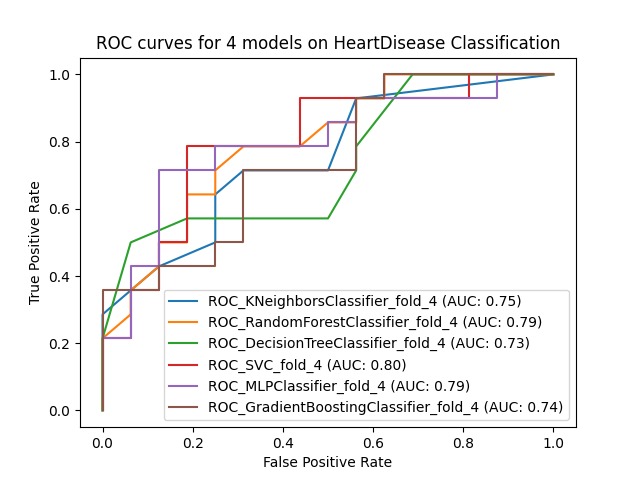 ROC curves for 4 models on HeartDisease Classification
1.0
0.8
0.6
0.4
0.2
0.0
True Positive Rate
ROC_KNeighborsClassifier_fold_4 (AUC: 0.75)
ROC_RandomForestClassifier_fold_4 (AUC: 0.79)
ROC_DecisionTreeClassifier_fold_4 (AUC: 0.73)
ROC_SVC_fold_4 (AUC: 0.80)
ROC_MLPClassifier_fold_4 (AUC: 0.79)
ROC_GradientBoostingClassifier_fold_4 (AUC: 0.74)
0.0 0.2 0.4 0.6 0.8 1.0
False Positive Rate